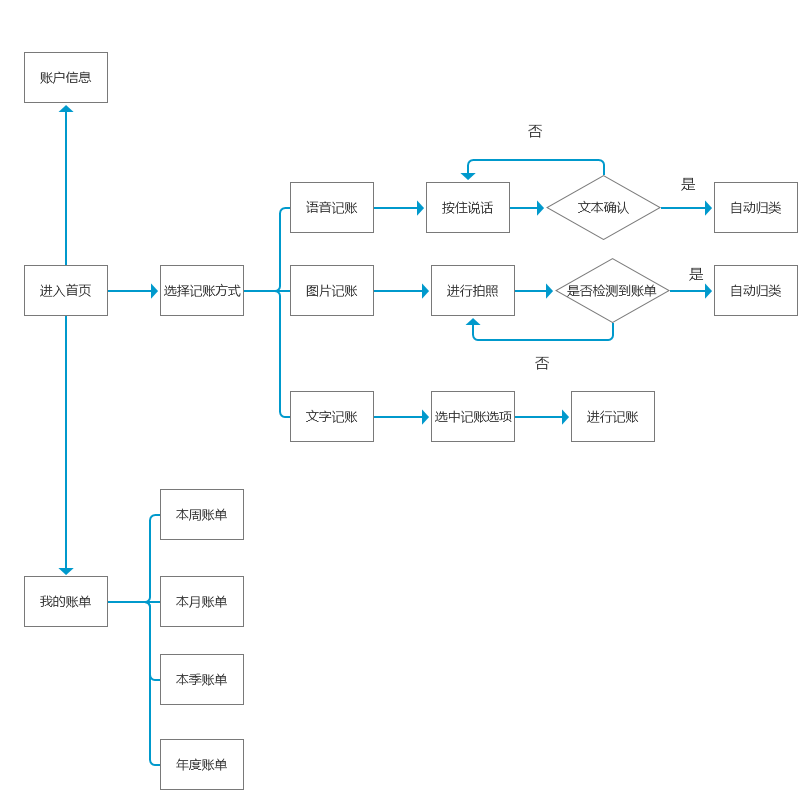 账户信息
否
语音记账
按住说话
文本确认
是
自动归类
进入首页
选择记账方式
图片记账
进行拍照
是否检测到账单
是
自动归类
否
文字记账
选中记账选项
进行记账
本周账单
我的账单
本月账单
本季账单
年度账单